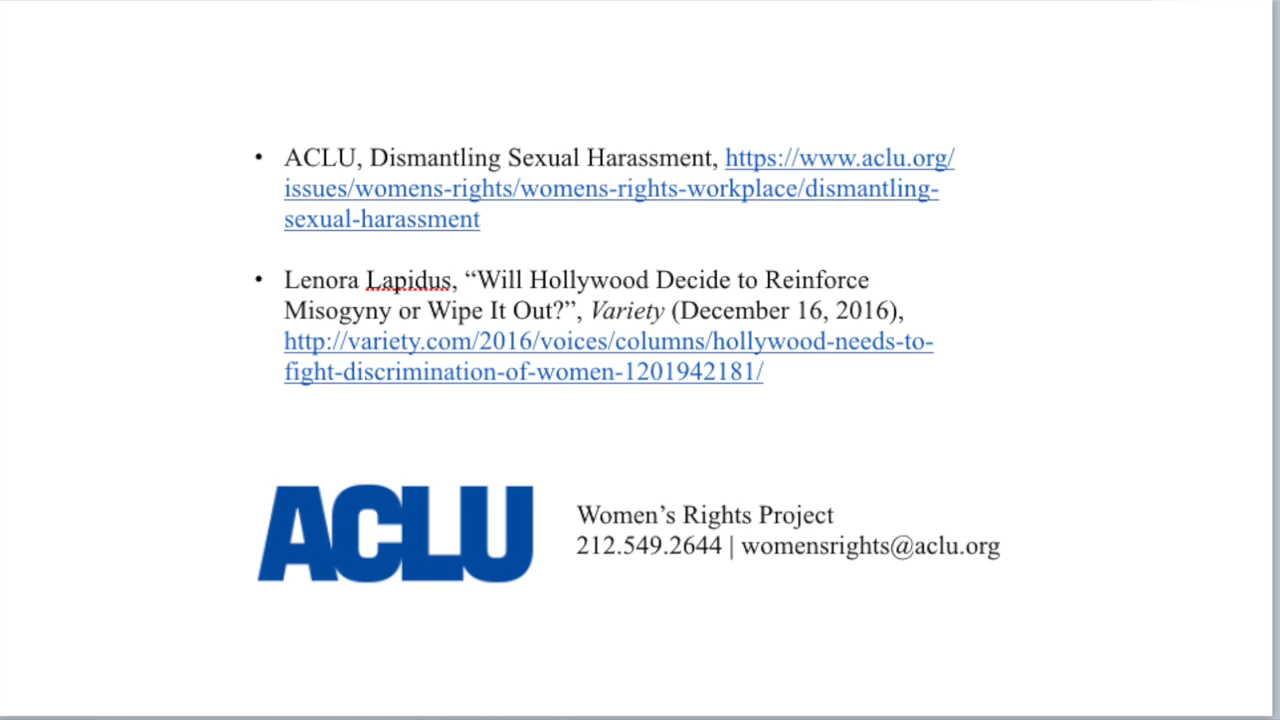 • ACLU, Dismantling Sexual Harassment, https://www.aclu.org/
issues/womens-rights/womens-rights-workplace/dismantling-
sexual-harassment
• Lenora Lapidus, “Will Hollywood Decide to Reinforce
Misogyny or Wipe It Out?”, Variety (December 16, 2016),
http://variety.com/2016/voices/columns/hollywood-needs-to-
fight-discrimination-of-women-1201942181/
ACLU
Women’s Rights Project
212.549.2644 | womensrights@aclu.org